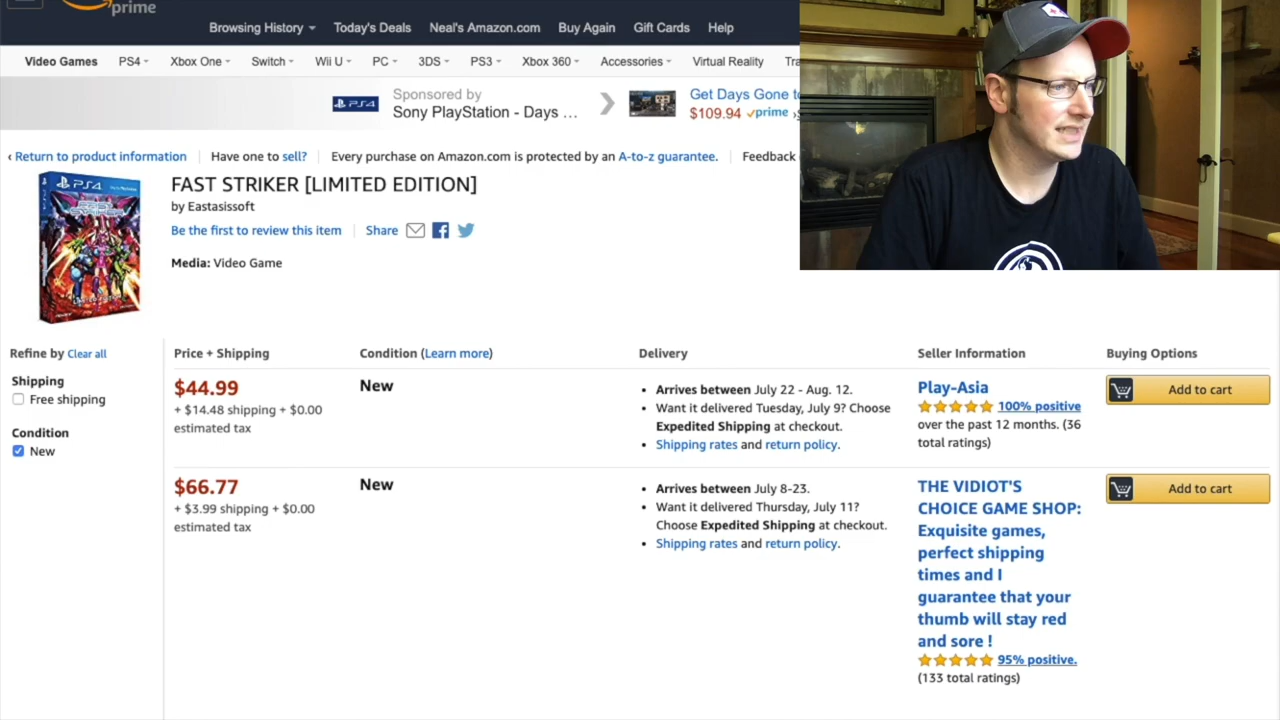 prime
Browsing History Today's Deals Neal's Amazon.com Buy Again Gift Cards Help
Video Games PS4 Xbox One Switch Wii U PC 3DS PS3 Xbox 360 Accessories Virtual Reality Tra
PS4
Sponsored by
Sony PlayStation - Days ...
Get Days Gone to
$109.94 prime
‹ Return to product information Have one to sell? Every purchase on Amazon.com is protected by an A-to-z guarantee. Feedback
PS4
FAST STRIKER
FAST STRIKER [LIMITED EDITION]
by Eastasissoft
Be the first to review this item Share
Media: Video Game
Refine by Clear all
Shipping
Free shipping
Condition
New
Price + Shipping Condition (Learn more) Delivery Seller Information Buying Options
$44.99
+ $14.48 shipping + $0.00
estimated tax
New
• Arrives between July 22 - Aug. 12.
• Want it delivered Tuesday, July 9? Choose
Expedited Shipping at checkout.
• Shipping rates and return policy.
Play-Asia
100% positive
over the past 12 months. (36
total ratings)
Add to cart
$66.77
+ $3.99 shipping + $0.00
estimated tax
New
• Arrives between July 8-23.
• Want it delivered Thursday, July 11?
Choose Expedited Shipping at checkout.
• Shipping rates and return policy.
THE VIDIOT'S
CHOICE GAME SHOP:
Exquisite games,
perfect shipping
times and I
guarantee that your
thumb will stay red
and sore !
95% positive.
(133 total ratings)
Add to cart